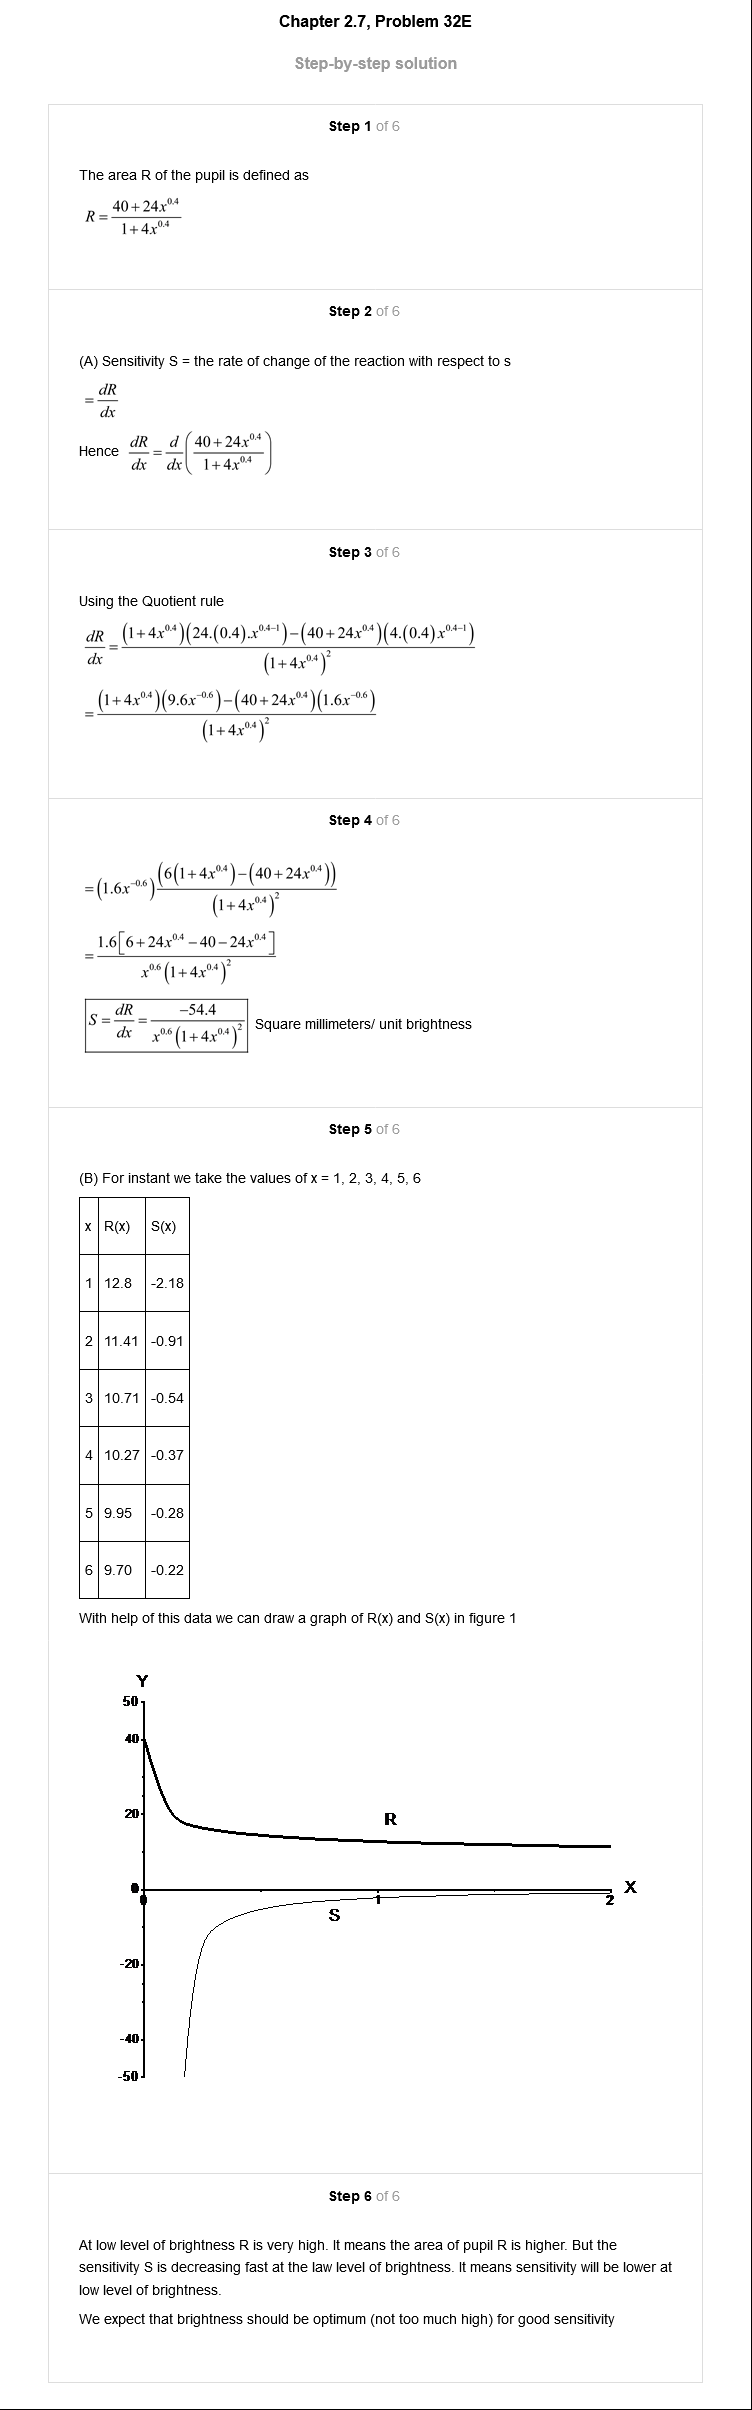 Chapter 2.7, Problem 32E
Step-by-step solution
Step 1 of 6
The area R of the pupil is defined as
R = (40 + 24x^0.4) / (1 + 4x^0.4)
Step 2 of 6
(A) Sensitivity S = the rate of change of the reaction with respect to s
= dR/dx
Hence dR/dx = d/dx ((40 + 24x^0.4) / (1 + 4x^0.4))
Step 3 of 6
Using the Quotient rule
dR/dx = ((1 + 4x^0.4)(24.(0.4).x^(0.4−1)) − (40 + 24x^0.4)(4.(0.4)x^(0.4−1))) / (1 + 4x^0.4)^2
= ((1 + 4x^0.4)(9.6x^−0.6) − (40 + 24x^0.4)(1.6x^−0.6)) / (1 + 4x^0.4)^2
Step 4 of 6
= (1.6x^−0.6) (6(1 + 4x^0.4) − (40 + 24x^0.4)) / (1 + 4x^0.4)^2
= 1.6[6 + 24x^0.4 − 40 − 24x^0.4] / x^0.6 (1 + 4x^0.4)^2
S = dR/dx = −54.4 / x^0.6 (1 + 4x^0.4)^2 Square millimeters/ unit brightness
Step 5 of 6
(B) For instant we take the values of x = 1, 2, 3, 4, 5, 6
x R(x) S(x)
1 12.8 -2.18
2 11.41 -0.91
3 10.71 -0.54
4 10.27 -0.37
5 9.95 -0.28
6 9.70 -0.22
With help of this data we can draw a graph of R(x) and S(x) in figure 1
Y
50
40
20
R
0
X
0
1
2
S
-20
-40
-50
Step 6 of 6
At low level of brightness R is very high. It means the area of pupil R is higher. But the
sensitivity S is decreasing fast at the law level of brightness. It means sensitivity will be lower at
low level of brightness.
We expect that brightness should be optimum (not too much high) for good sensitivity